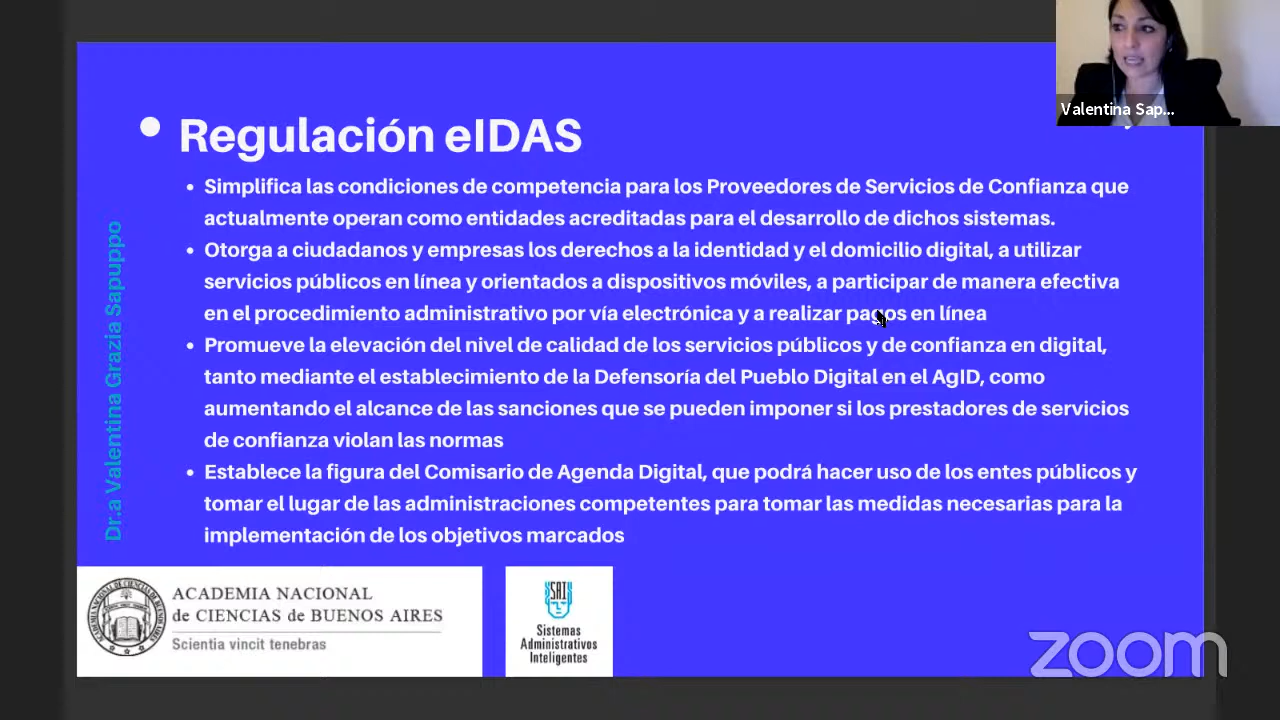 Valentina Sap...
Regulación eIDAS
Simplifica las condiciones de competencia para los Proveedores de Servicios de Confianza que
actualmente operan como entidades acreditadas para el desarrollo de dichos sistemas.
Otorga a ciudadanos y empresas los derechos a la identidad y el domicilio digital, a utilizar
servicios públicos en línea y orientados a dispositivos móviles, a participar de manera efectiva
en el procedimiento administrativo por vía electrónica y a realizar pagos en línea
Promueve la elevación del nivel de calidad de los servicios públicos y de confianza en digital,
tanto mediante el establecimiento de la Defensoría del Pueblo Digital en el AgID, como
aumentando el alcance de las sanciones que se pueden imponer si los prestadores de servicios
de confianza violan las normas
Establece la figura del Comisario de Agenda Digital, que podrá hacer uso de los entes públicos y
tomar el lugar de las administraciones competentes para tomar las medidas necesarias para la
implementación de los objetivos marcados
Dr.a Valentina Grazia Sapuppo
ACADEMIA NACIONAL
de CIENCIAS de BUENOS AIRES
Scientia vincit tenebras
SAI
Sistemas
Administrativos
Inteligentes
zoom